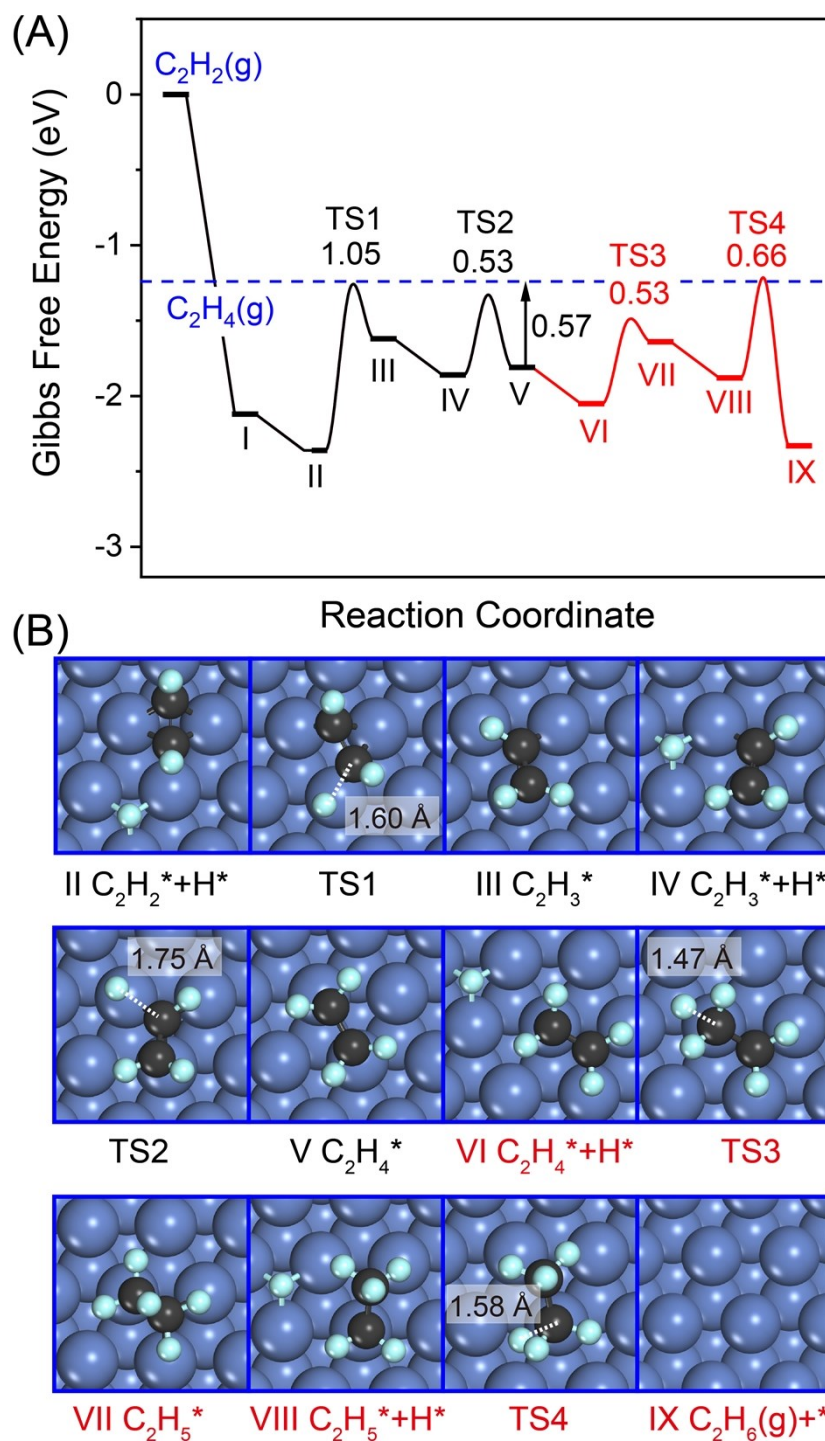 (A)
Gibbs Free Energy (eV)
0
-1
-2
-3
C₂H₂(g)
C₂H₄(g)
TS1
1.05
TS2
0.53
TS3
0.53
TS4
0.66
0.57
I
II
III
IV
V
VI
VII
VIII
IX
Reaction Coordinate
(B)
1.60 Å
II C₂H₂*+H* TS1 III C₂H₃* IV C₂H₃*+H*
1.75 Å 1.47 Å
TS2 V C₂H₄* VI C₂H₄*+H* TS3
1.58 Å
VII C₂H₅* VIII C₂H₅*+H* TS4 IX C₂H₆(g)+*